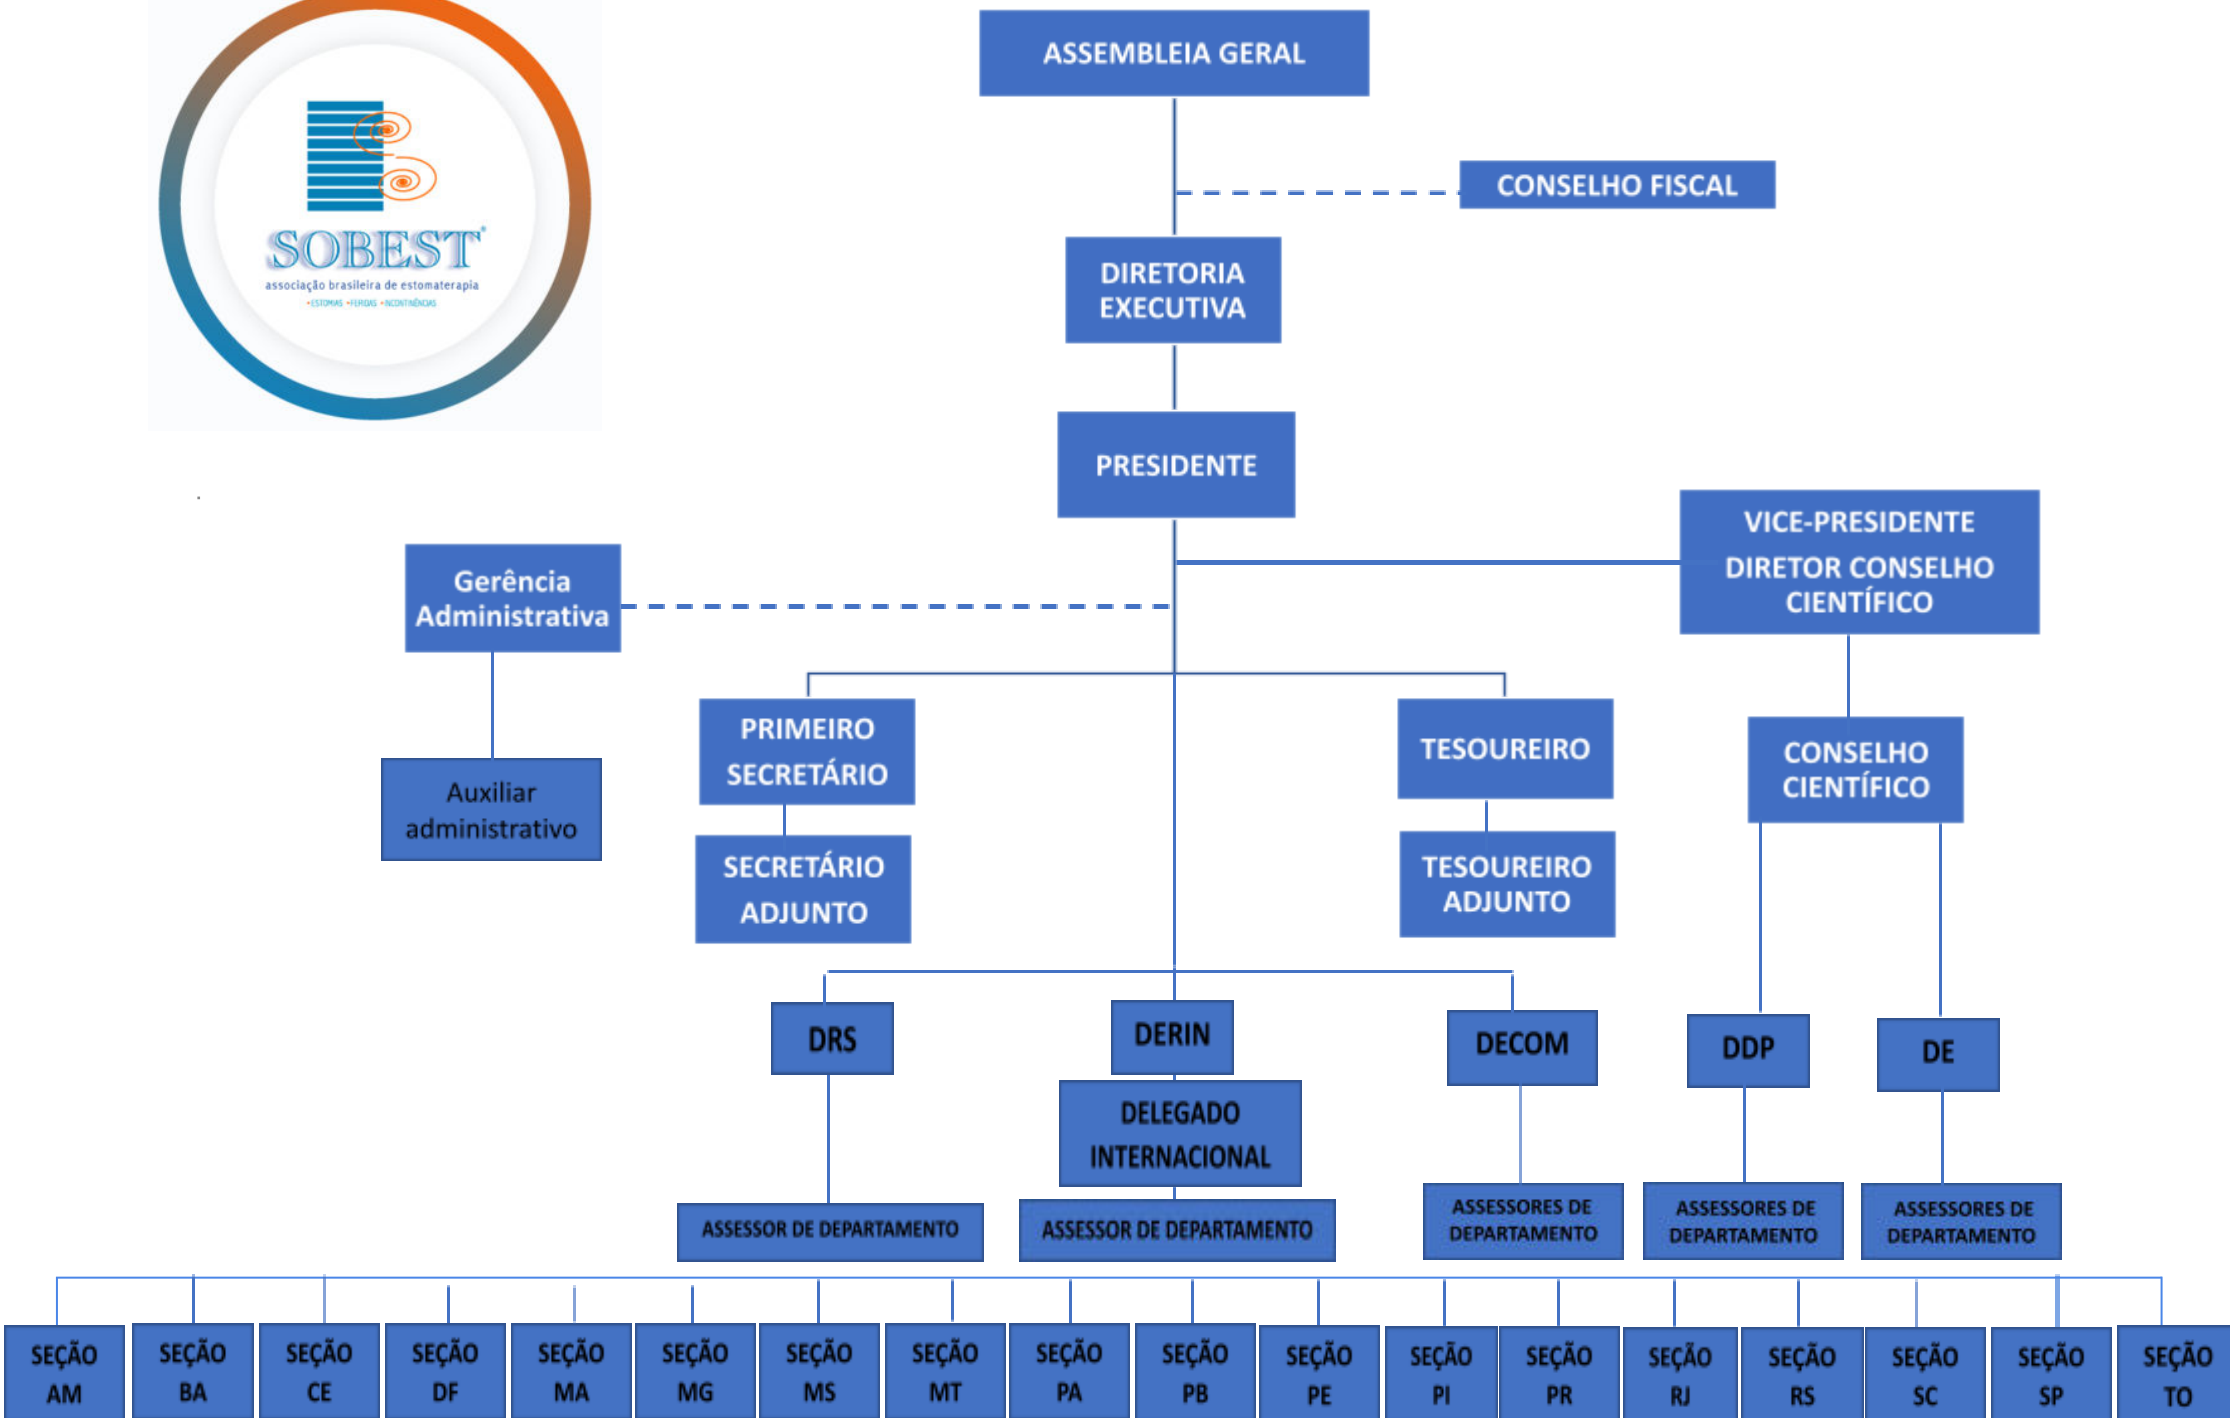 ASSEMBLEIA GERAL
CONSELHO FISCAL
SOBEST
associação brasileira de estomaterapia
•ESTOMIAS •FERIDAS •INCONTINÊNCIAS
DIRETORIA
EXECUTIVA
PRESIDENTE
VICE-PRESIDENTE
DIRETOR CONSELHO
CIENTÍFICO
Gerência
Administrativa
PRIMEIRO
SECRETÁRIO
TESOUREIRO
CONSELHO
CIENTÍFICO
Auxiliar
administrativo
SECRETÁRIO
ADJUNTO
TESOUREIRO
ADJUNTO
DRS
DERIN
DECOM
DDP
DE
DELEGADO
INTERNACIONAL
ASSESSOR DE DEPARTAMENTO
ASSESSOR DE DEPARTAMENTO
ASSESSORES DE
DEPARTAMENTO
ASSESSORES DE
DEPARTAMENTO
ASSESSORES DE
DEPARTAMENTO
SEÇÃO
AM
SEÇÃO
BA
SEÇÃO
CE
SEÇÃO
DF
SEÇÃO
MA
SEÇÃO
MG
SEÇÃO
MS
SEÇÃO
MT
SEÇÃO
PA
SEÇÃO
PB
SEÇÃO
PE
SEÇÃO
PI
SEÇÃO
PR
SEÇÃO
RJ
SEÇÃO
RS
SEÇÃO
SC
SEÇÃO
SP
SEÇÃO
TO